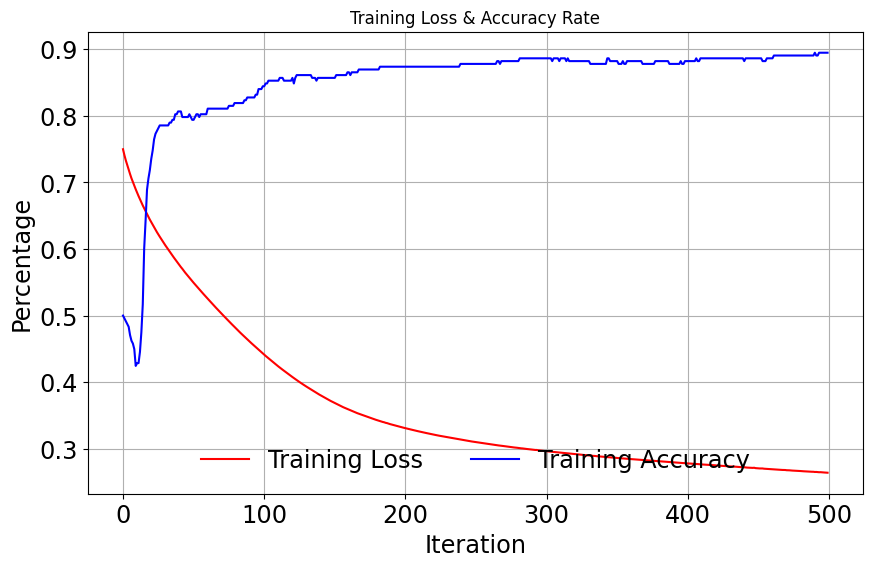 Training Loss & Accuracy Rate
Percentage
0.9
0.8
0.7
0.6
0.5
0.4
0.3
Training Loss Training Accuracy
0 100 200 300 400 500
Iteration